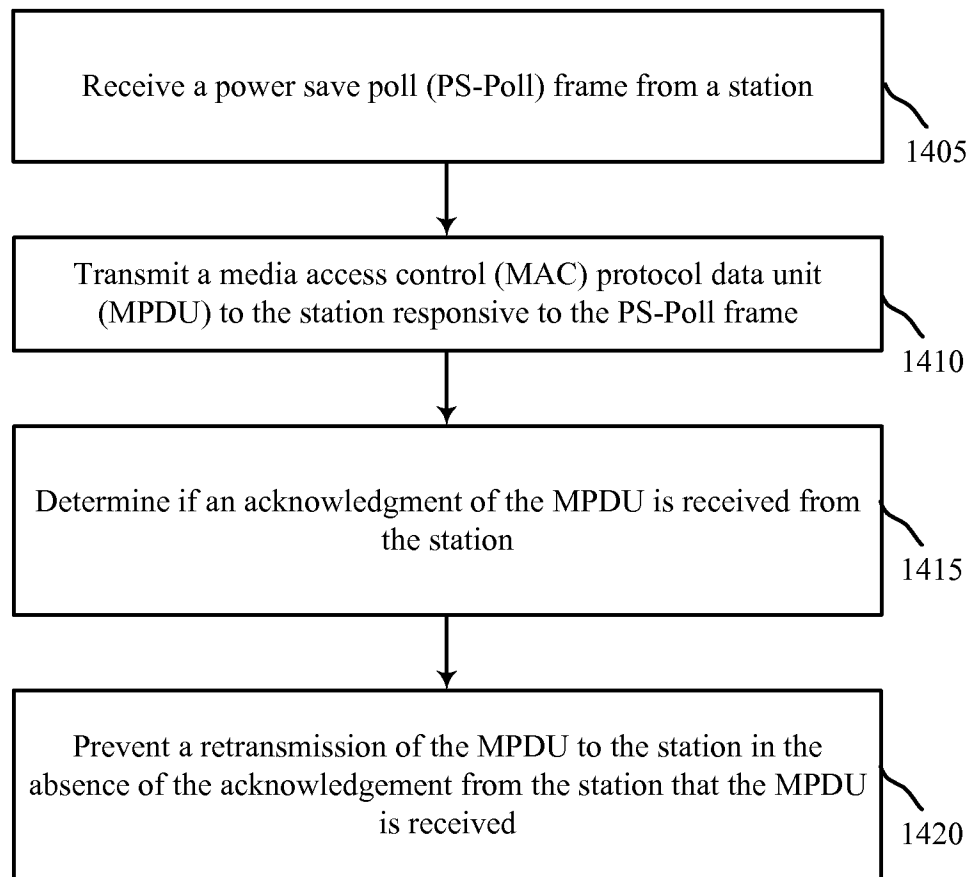 Receive a power save poll (PS-Poll) frame from a station
1405
Transmit a media access control (MAC) protocol data unit
(MPDU) to the station responsive to the PS-Poll frame
1410
Determine if an acknowledgment of the MPDU is received from
the station
1415
Prevent a retransmission of the MPDU to the station in the
absence of the acknowledgement from the station that the MPDU
is received
1420